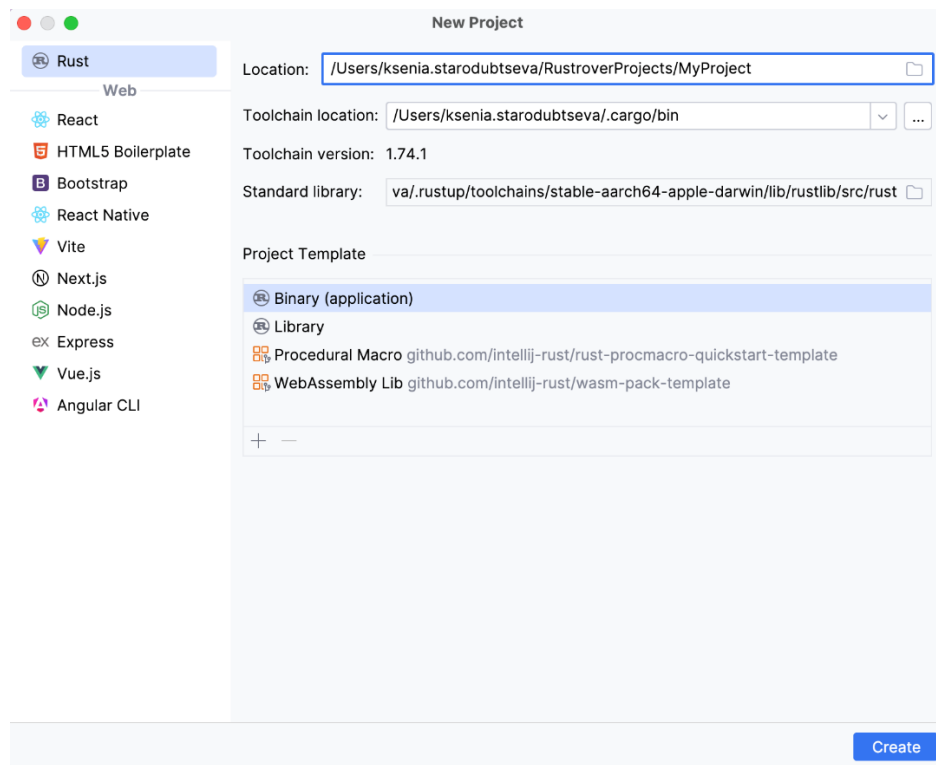 New Project
Rust
Web
React
HTML5 Boilerplate
Bootstrap
React Native
Vite
Next.js
Node.js
ex Express
Vue.js
Angular CLI
Location: /Users/ksenia.starodubtseva/RustroverProjects/MyProject
Toolchain location: /Users/ksenia.starodubtseva/.cargo/bin ...
Toolchain version: 1.74.1
Standard library: va/.rustup/toolchains/stable-aarch64-apple-darwin/lib/rustlib/src/rust
Project Template
Binary (application)
Library
Procedural Macro github.com/intellij-rust/rust-procmacro-quickstart-template
WebAssembly Lib github.com/intellij-rust/wasm-pack-template
Create